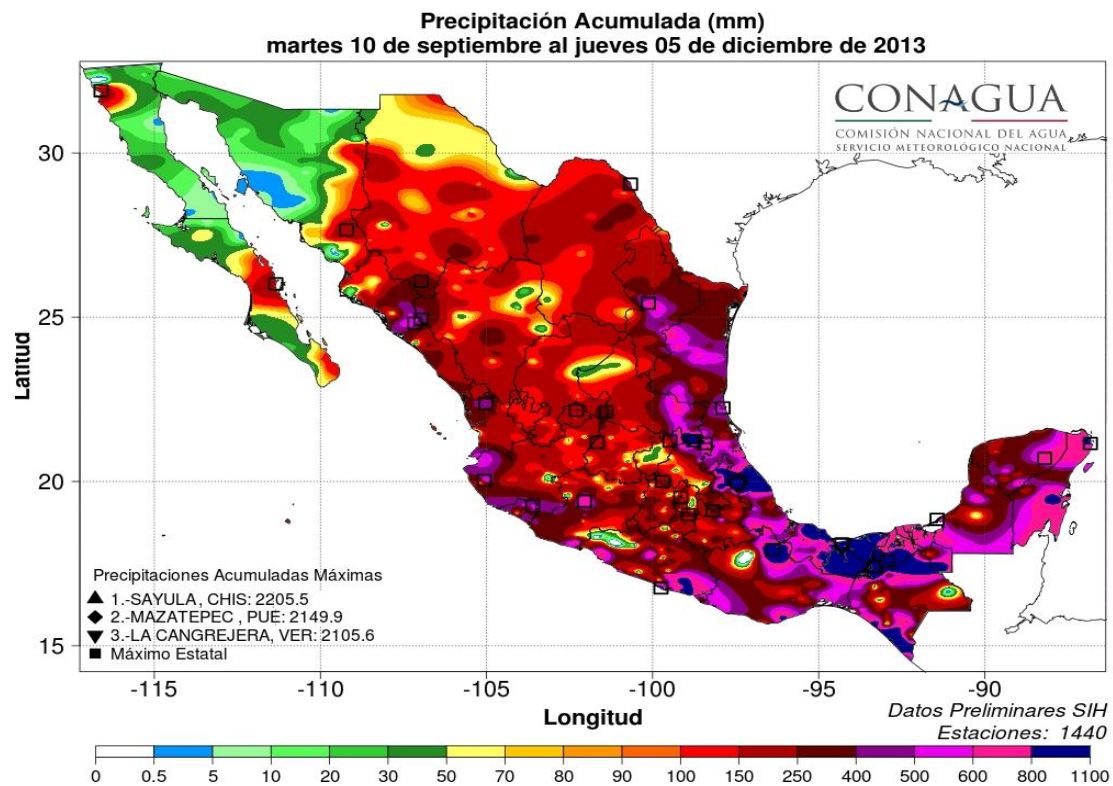 Precipitación Acumulada (mm)
martes 10 de septiembre al jueves 05 de diciembre de 2013
CONAGUA
COMISIÓN NACIONAL DEL AGUA
SERVICIO METEOROLÓGICO NACIONAL
30
25
20
15
Latitud
Precipitaciones Acumuladas Máximas
1.-SAYULA, CHIS: 2205.5
2.-MAZATEPEC , PUE: 2149.9
3.-LA CANGREJERA, VER: 2105.6
Máximo Estatal
-115 -110 -105 -100 -95 -90
Longitud
Datos Preliminares SIH
Estaciones: 1440
0 0.5 5 10 20 30 50 70 80 90 100 150 250 400 500 600 800 1100